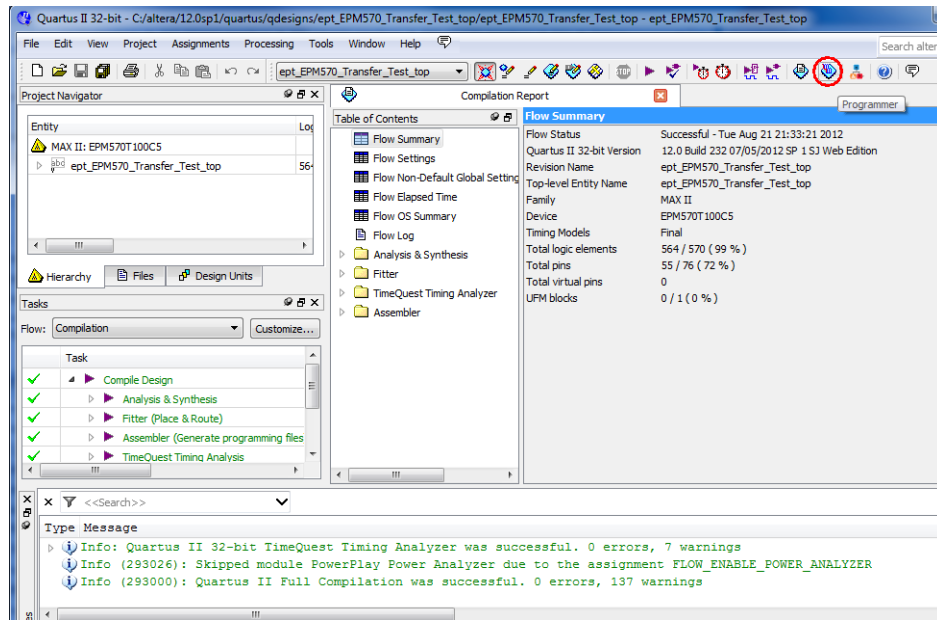 Quartus II 32-bit - C:/altera/12.0sp1/quartus/qdesigns/ept_EPM570_Transfer_Test_top/ept_EPM570_Transfer_Test_top - ept_EPM570_Transfer_Test_top
File Edit View Project Assignments Processing Tools Window Help
Search alter
ept_EPM570_Transfer_Test_top
STOP
Programmer
Project Navigator
Entity
MAX II: EPM570T100C5
abd ept_EPM570_Transfer_Test_top 56
Hierarchy Files Design Units
Tasks
Flow: Compilation Customize...
Task
Compile Design
Analysis & Synthesis
Fitter (Place & Route)
Assembler (Generate programming files
TimeQuest Timing Analysis
Compilation Report
Table of Contents
Flow Summary
Flow Settings
Flow Non-Default Global Setting
Flow Elapsed Time
Flow OS Summary
Flow Log
Analysis & Synthesis
Fitter
TimeQuest Timing Analyzer
Assembler
Flow Summary
Flow Status Successful - Tue Aug 21 21:33:21 2012
Quartus II 32-bit Version 12.0 Build 232 07/05/2012 SP 1 SJ Web Edition
Revision Name ept_EPM570_Transfer_Test_top
Top-level Entity Name ept_EPM570_Transfer_Test_top
Family MAX II
Device EPM570T100C5
Timing Models Final
Total logic elements 564 / 570 ( 99 % )
Total pins 55 / 76 ( 72 % )
Total virtual pins 0
UFM blocks 0 / 1 ( 0 % )
<<Search>>
Type Message
Info: Quartus II 32-bit TimeQuest Timing Analyzer was successful. 0 errors, 7 warnings
Info (293026): Skipped module PowerPlay Power Analyzer due to the assignment FLOW_ENABLE_POWER_ANALYZER
Info (293000): Quartus II Full Compilation was successful. 0 errors, 137 warnings